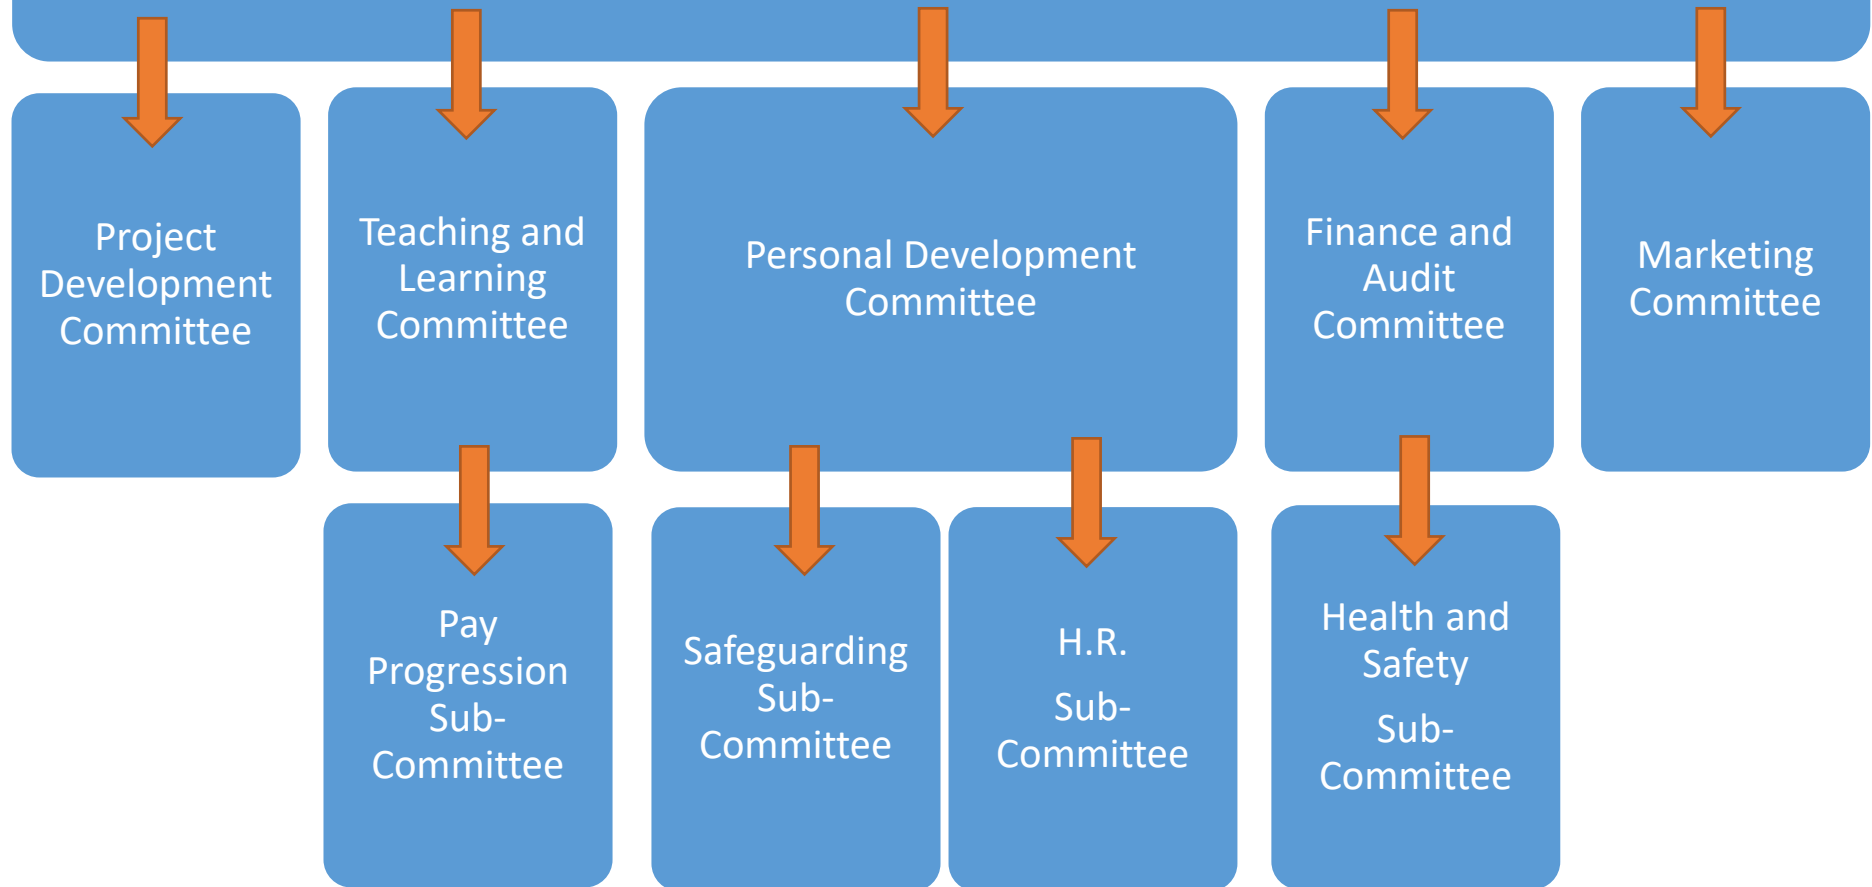 Project
Development
Committee
Teaching and
Learning
Committee
Personal Development
Committee
Finance and
Audit
Committee
Marketing
Committee
Pay
Progression
Sub-
Committee
Safeguarding
Sub-
Committee
H.R.
Sub-
Committee
Health and
Safety
Sub-
Committee